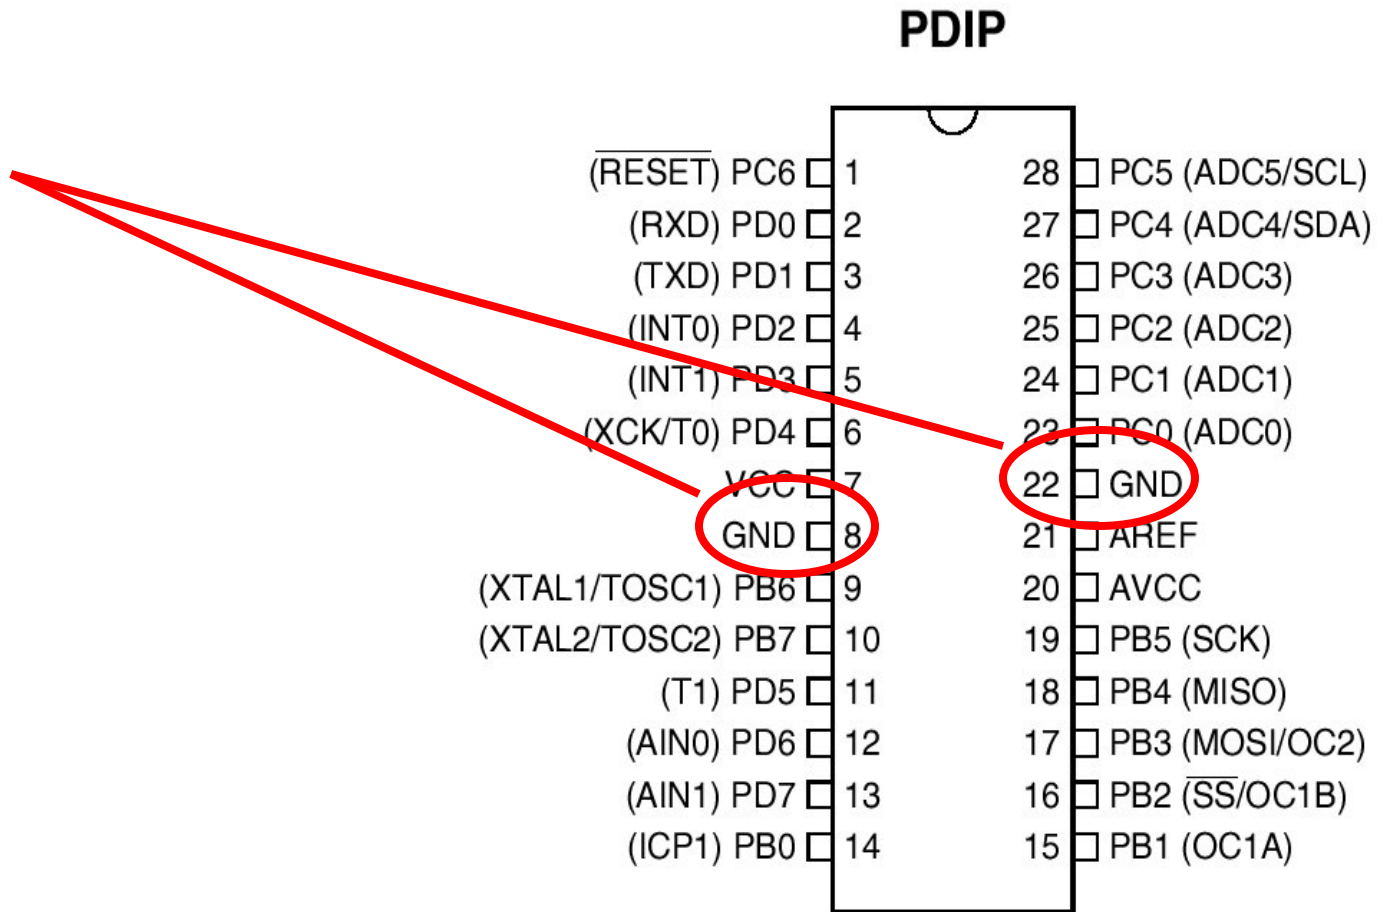 PDIP
(RESET) PC6 1 28 PC5 (ADC5/SCL)
(RXD) PD0 2 27 PC4 (ADC4/SDA)
(TXD) PD1 3 26 PC3 (ADC3)
(INT0) PD2 4 25 PC2 (ADC2)
(INT1) PD3 5 24 PC1 (ADC1)
(XCK/T0) PD4 6 23 PC0 (ADC0)
VCC 7 22 GND
GND 8 21 AREF
(XTAL1/TOSC1) PB6 9 20 AVCC
(XTAL2/TOSC2) PB7 10 19 PB5 (SCK)
(T1) PD5 11 18 PB4 (MISO)
(AIN0) PD6 12 17 PB3 (MOSI/OC2)
(AIN1) PD7 13 16 PB2 (SS/OC1B)
(ICP1) PB0 14 15 PB1 (OC1A)